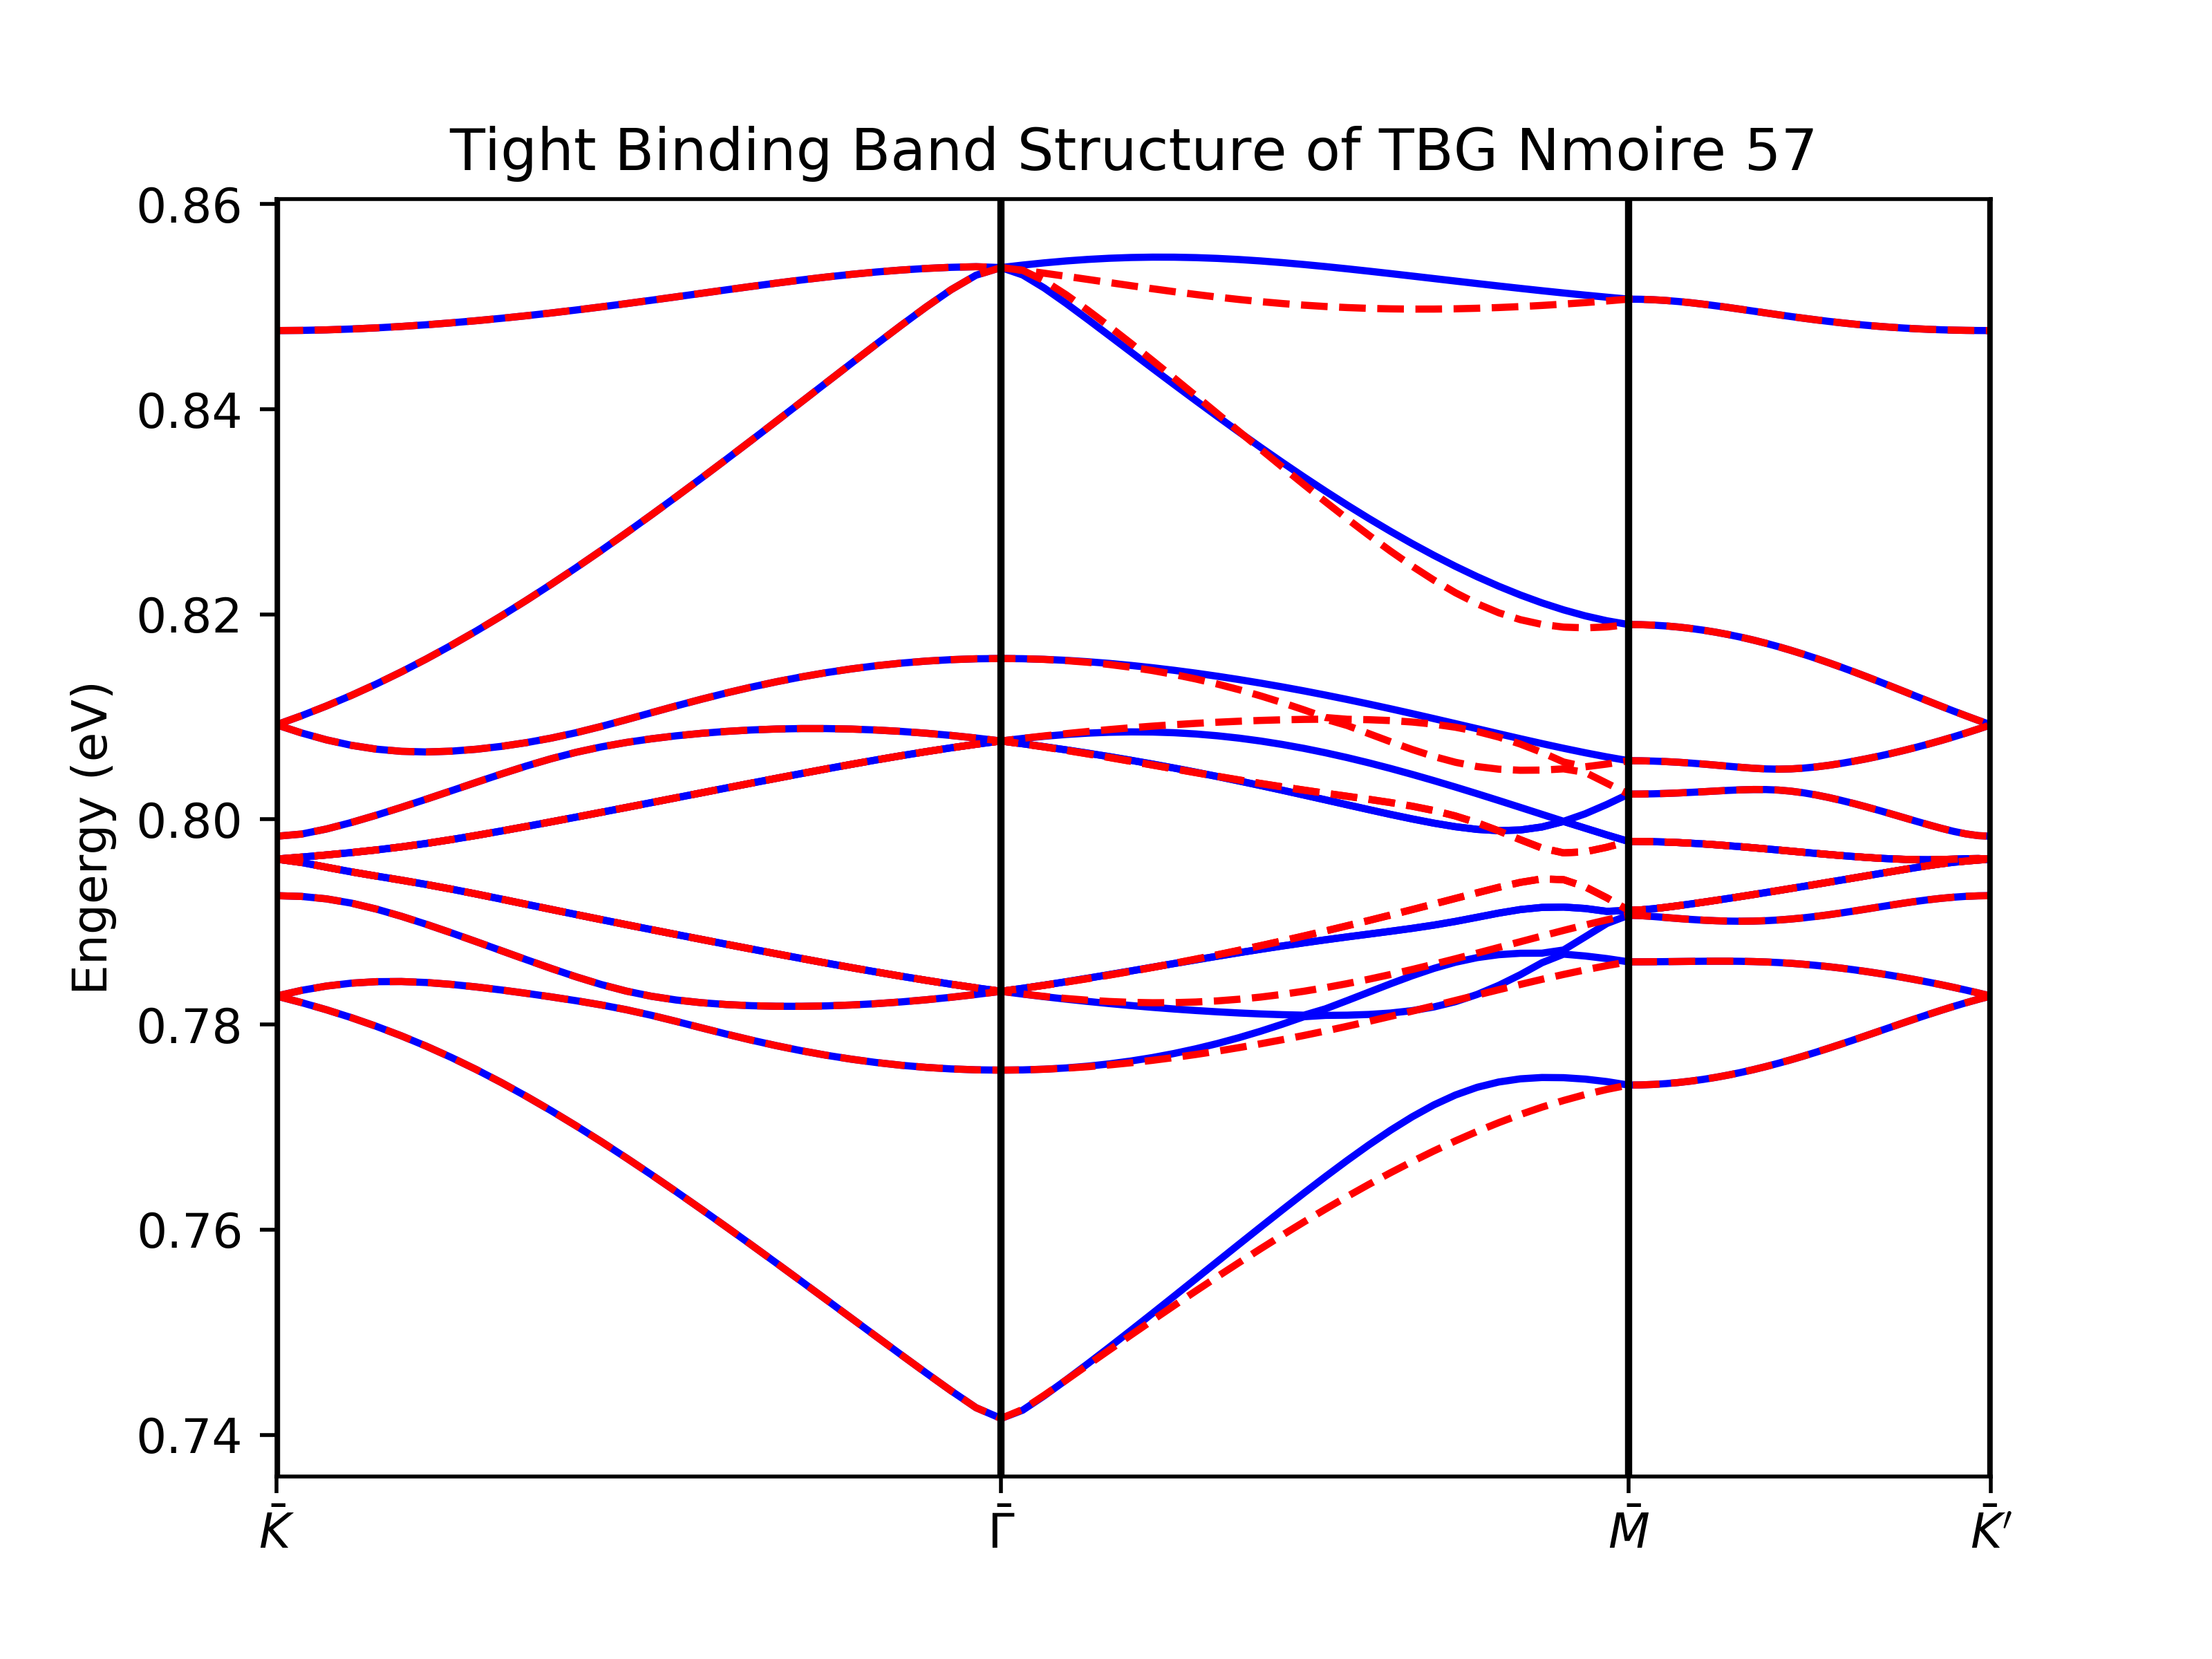 Tight Binding Band Structure of TBG Nmoire 57
0.86
0.84
0.82
0.80
0.78
0.76
0.74
Engergy (eV)
K̄
Γ̄
M̄
K̄′